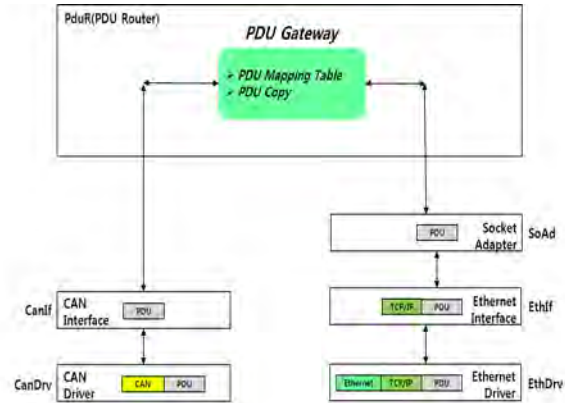 PduR(PDU Router)
PDU Gateway
➢ PDU Mapping Table
➢ PDU Copy
PDU
Socket
Adapter
SoAd
CanIf
CAN
Interface
PDU
TCP/IP
PDU
Ethernet
Interface
EthIf
CanDrv
CAN
Driver
CAN
PDU
Ethernet
TCP/IP
PDU
Ethernet
Driver
EthDrv